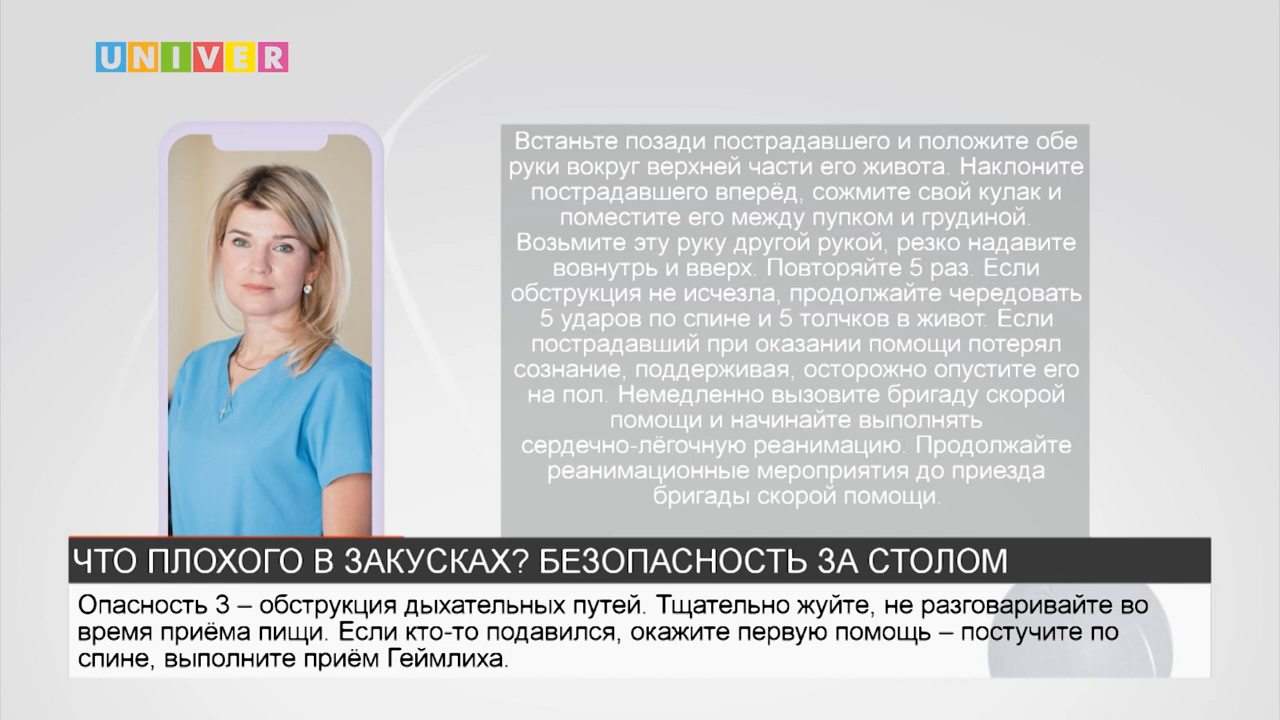 UNIVER
Встаньте позади пострадавшего и положите обе
руки вокруг верхней части его живота. Наклоните
пострадавшего вперёд, сожмите свой кулак и
поместите его между пупком и грудиной.
Возьмите эту руку другой рукой, резко надавите
вовнутрь и вверх. Повторяйте 5 раз. Если
обструкция не исчезла, продолжайте чередовать
5 ударов по спине и 5 толчков в живот. Если
пострадавший при оказании помощи потерял
сознание, поддерживая, осторожно опустите его
на пол. Немедленно вызовите бригаду скорой
помощи и начинайте выполнять
сердечно-лёгочную реанимацию. Продолжайте
реанимационные мероприятия до приезда
бригады скорой помощи.
ЧТО ПЛОХОГО В ЗАКУСКАХ? БЕЗОПАСНОСТЬ ЗА СТОЛОМ
Опасность 3 – обструкция дыхательных путей. Тщательно жуйте, не разговаривайте во
время приёма пищи. Если кто-то подавился, окажите первую помощь – постучите по
спине, выполните приём Геймлиха.